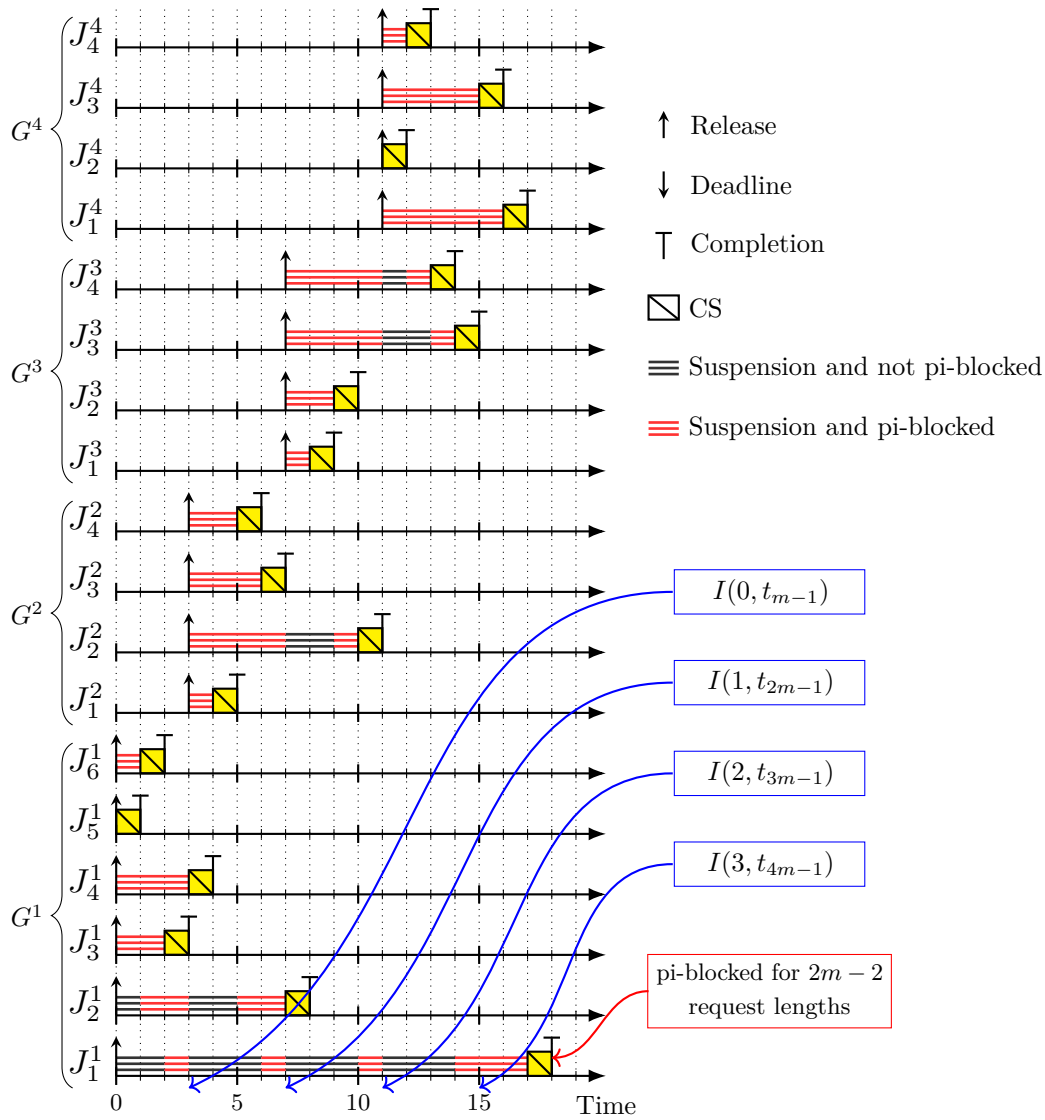 G^4
J_4^4
J_3^4
J_2^4
J_1^4
G^3
J_4^3
J_3^3
J_2^3
J_1^3
G^2
J_4^2
J_3^2
J_2^2
J_1^2
G^1
J_6^1
J_5^1
J_4^1
J_3^1
J_2^1
J_1^1
0 5 10 15 Time
Release
Deadline
Completion
CS
Suspension and not pi-blocked
Suspension and pi-blocked
I(0, t_{m−1})
I(1, t_{2m−1})
I(2, t_{3m−1})
I(3, t_{4m−1})
pi-blocked for 2m − 2
request lengths